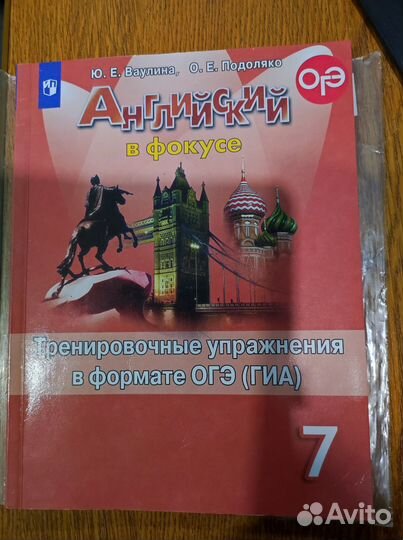 Ю. Е. Ваулина, О. Е. Подоляко
ОГЭ
Английский
в фокусе
Тренировочные упражнения
в формате ОГЭ (ГИА)
7
Avito